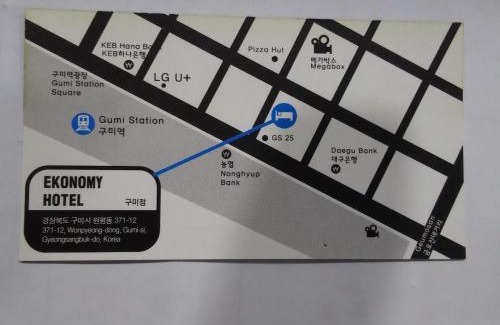 KEB Hana Bank
KEB하나은행
Pizza Hut
메가박스
Megabox
구미역광장
Gumi Station
Square
LG U+
Gumi Station
구미역
GS 25
Daegu Bank
대구은행
농협
Nonghyup
Bank
EKONOMY
HOTEL
구미점
경상북도 구미시 원평동 371-12
371-12, Wonpyeong-dong, Gumi-si,
Gyeongsangbuk-do, Korea
Geumosan